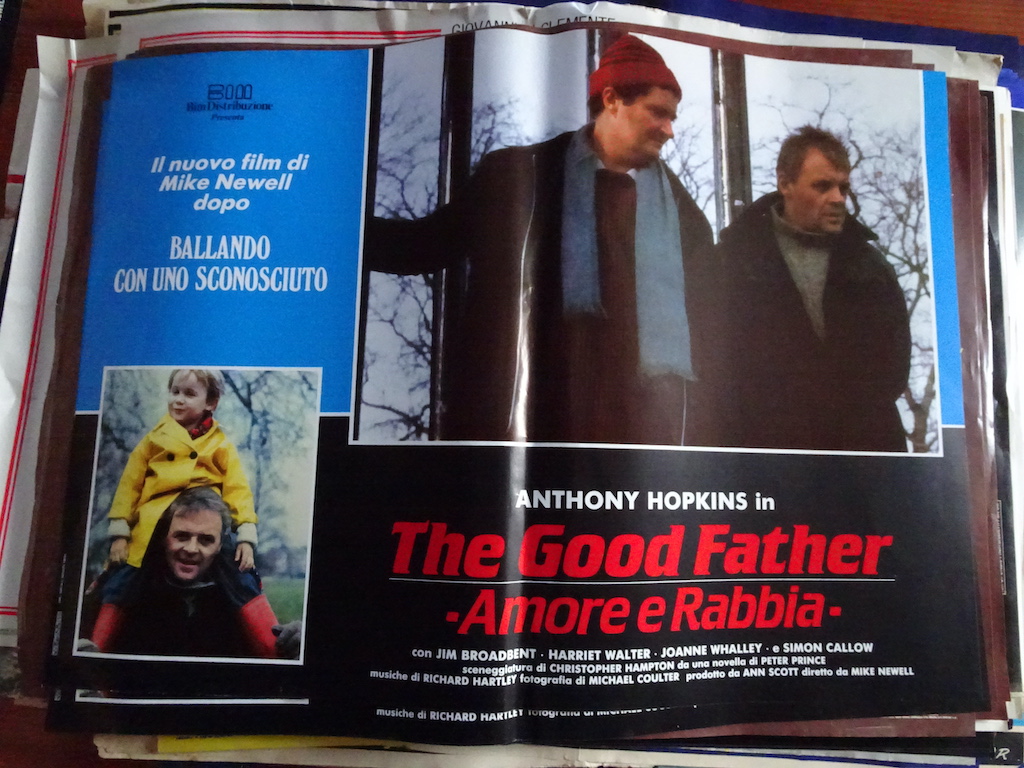 GIOVANN CLEMENTE
BIM
Bim Distribuzione
Presenta
Il nuovo film di
Mike Newell
dopo
BALLANDO
CON UNO SCONOSCIUTO
ANTHONY HOPKINS in
The Good Father
-Amore e Rabbia-
con JIM BROADBENT · HARRIET WALTER · JOANNE WHALLEY · e SIMON CALLOW
sceneggiatura di CHRISTOPHER HAMPTON da una novella di PETER PRINCE
musiche di RICHARD HARTLEY fotografia di MICHAEL COULTER prodotto da ANN SCOTT diretto da MIKE NEWELL
musiche di RICHARD HARTLEY fotografia di
R